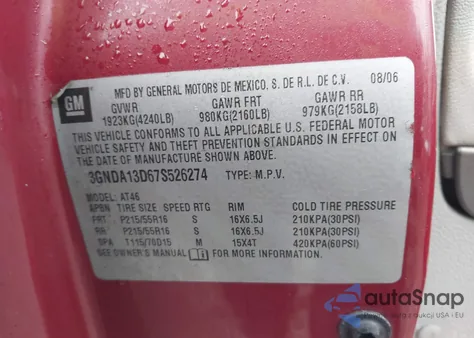 MFD BY GENERAL MOTORS DE MEXICO, S. DE R.L. DE C.V. 08/06
GM
GVWR GAWR FRT GAWR RR
1923KG(4240LB) 980KG(2160LB) 979KG(2158LB)
THIS VEHICLE CONFORMS TO ALL APPLICABLE U.S. FEDERAL MOTOR
VEHICLE SAFETY AND THEFT PREVENTION STANDARDS IN EFFECT ON
THE DATE OF MANUFACTURE SHOWN ABOVE.
3GNDA13D67S526274 TYPE: M.P.V.
MODEL: AT46
APBN TIRE SIZE SPEED RTG RIM COLD TIRE PRESSURE
FRT P215/55R16 S 16X6.5J 210KPA(30PSI)
RR P215/55R16 S 16X6.5J 210KPA(30PSI)
SPA T115/70D15 M 15X4T 420KPA(60PSI)
SEE OWNER'S MANUAL FOR MORE INFORMATION.
autoSnap
z aukcji USA i EU